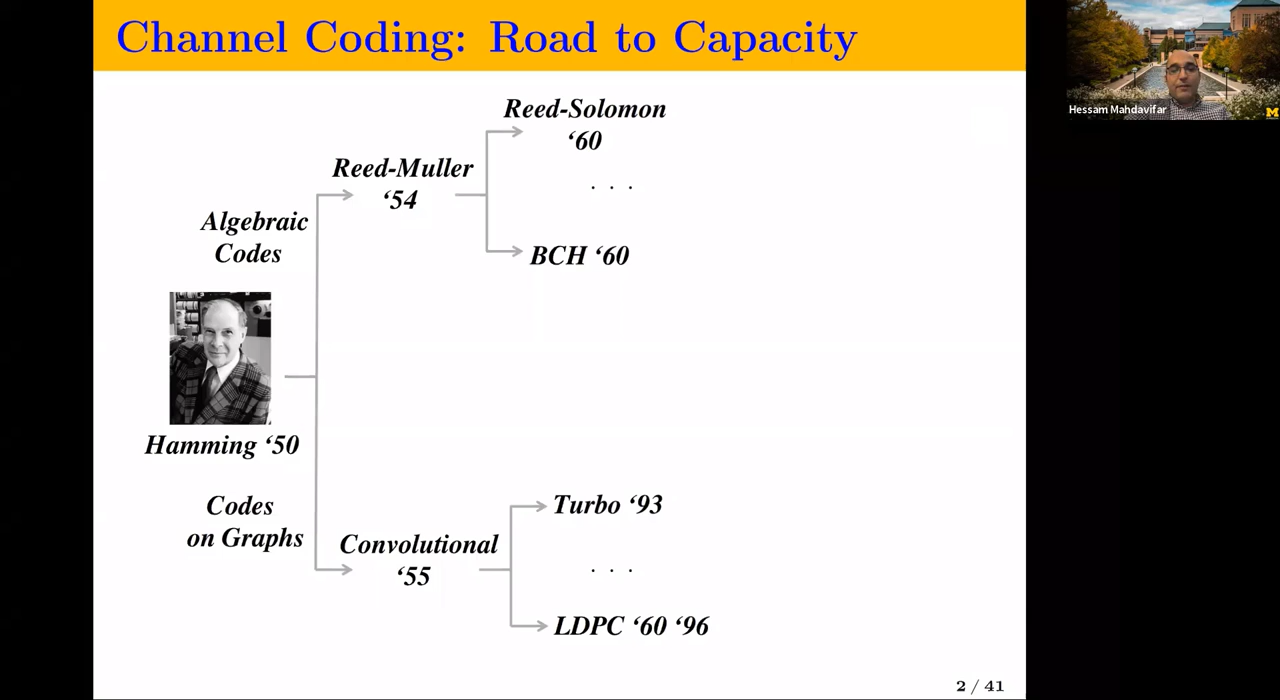 Channel Coding: Road to Capacity
Hessam Mahdavifar
M
Reed-Solomon
‘60
. . .
Reed-Muller
‘54
BCH ‘60
Algebraic
Codes
Hamming ‘50
Codes
on Graphs
Convolutional
‘55
Turbo ‘93
. . .
LDPC ‘60 ‘96
2 / 41